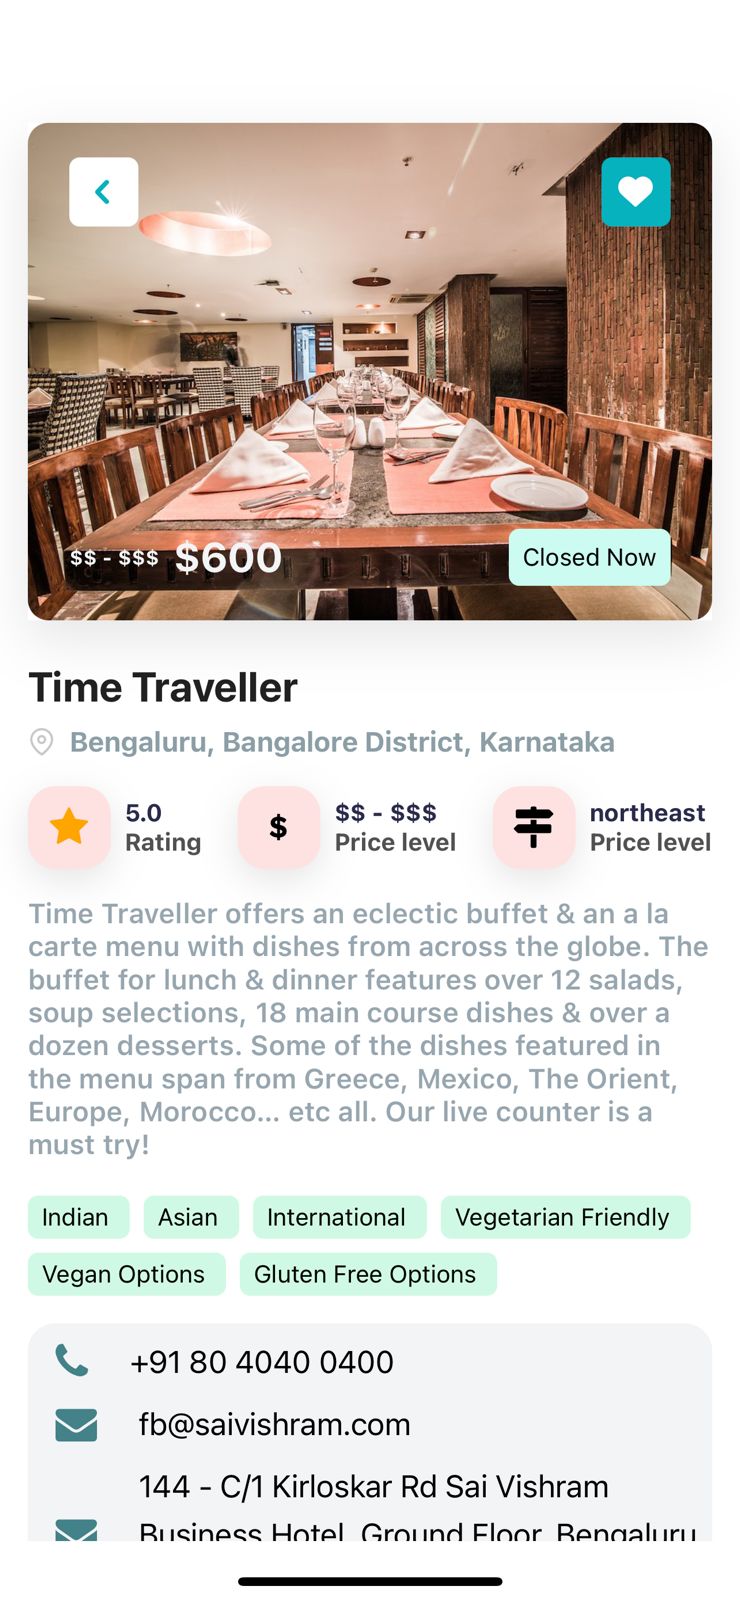 $$ - $$$ $600
Closed Now
Time Traveller
Bengaluru, Bangalore District, Karnataka
5.0
Rating
$
$$ - $$$
Price level
northeast
Price level
Time Traveller offers an eclectic buffet & an a la
carte menu with dishes from across the globe. The
buffet for lunch & dinner features over 12 salads,
soup selections, 18 main course dishes & over a
dozen desserts. Some of the dishes featured in
the menu span from Greece, Mexico, The Orient,
Europe, Morocco... etc all. Our live counter is a
must try!
Indian Asian International Vegetarian Friendly
Vegan Options Gluten Free Options
+91 80 4040 0400
fb@saivishram.com
144 - C/1 Kirloskar Rd Sai Vishram
Business Hotel, Ground Floor, Bengaluru